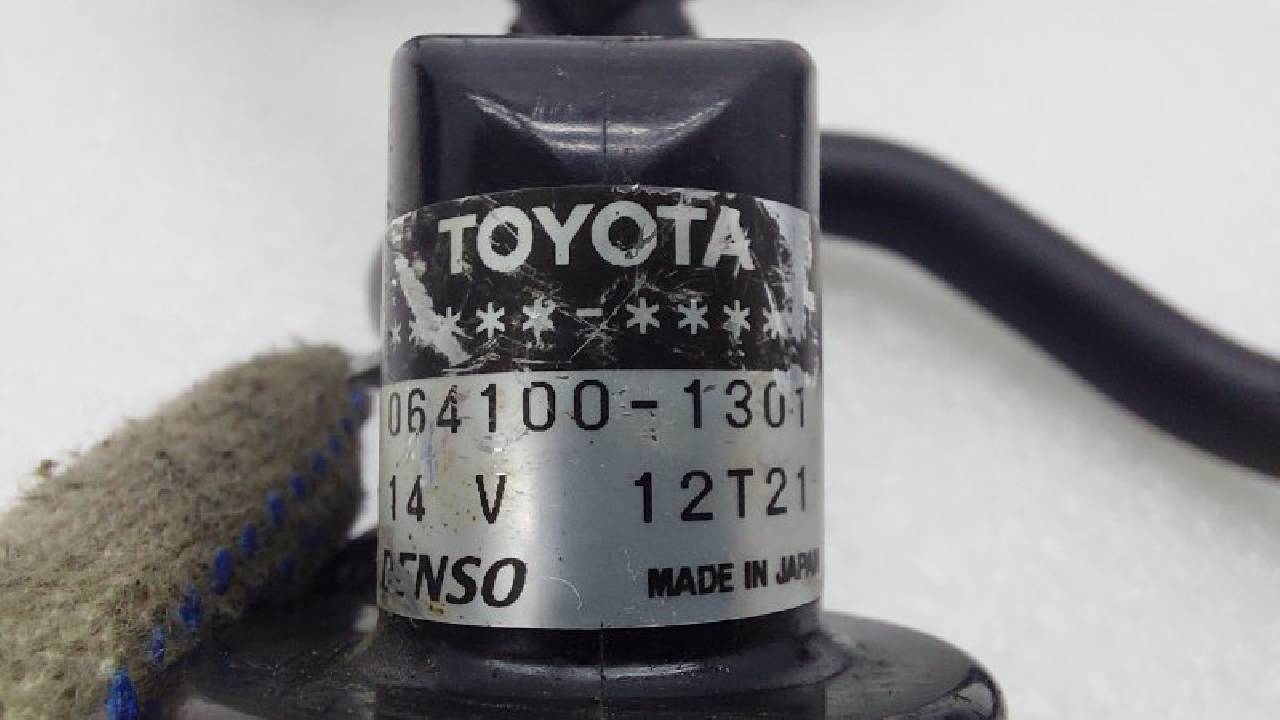 TOYOTA
*****-*****
064100-1301
14 V 12T21
DENSO MADE IN JAPAN